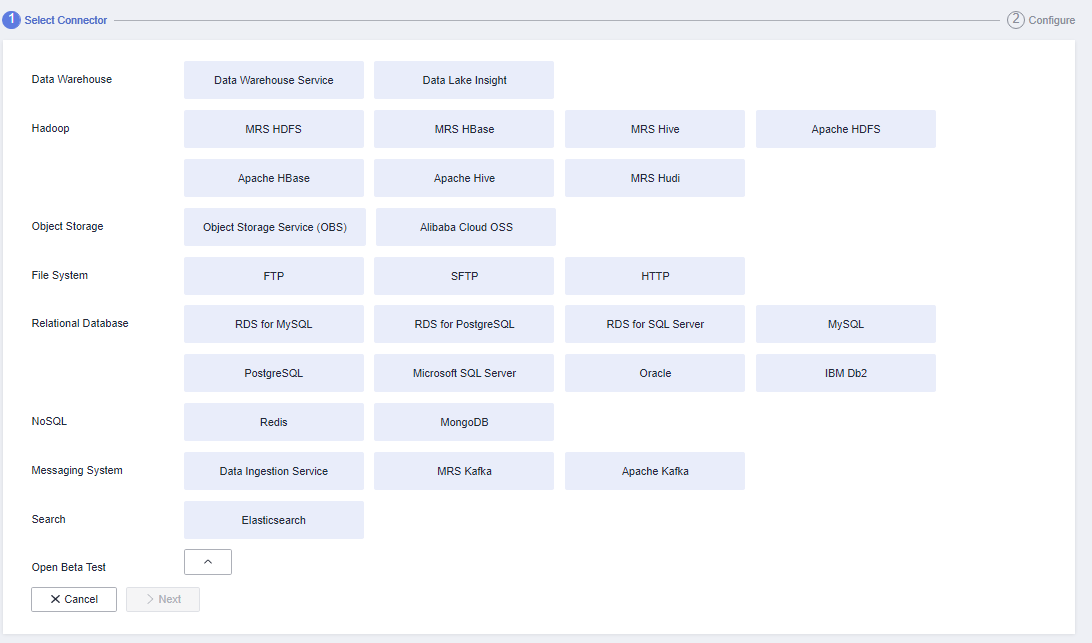 1 Select Connector 2 Configure
Data Warehouse Data Warehouse Service Data Lake Insight
Hadoop MRS HDFS MRS HBase MRS Hive Apache HDFS
Apache HBase Apache Hive MRS Hudi
Object Storage Object Storage Service (OBS) Alibaba Cloud OSS
File System FTP SFTP HTTP
Relational Database RDS for MySQL RDS for PostgreSQL RDS for SQL Server MySQL
PostgreSQL Microsoft SQL Server Oracle IBM Db2
NoSQL Redis MongoDB
Messaging System Data Ingestion Service MRS Kafka Apache Kafka
Search Elasticsearch
Open Beta Test
Cancel Next